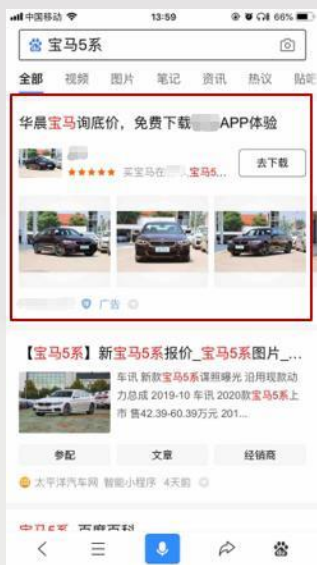 中国移动 13:59 66%
宝马5系
全部 视频 图片 笔记 资讯 热议 贴吧
华晨宝马询底价，免费下载 APP体验
买宝马在 宝马5...
去下载
广告
【宝马5系】新宝马5系报价_宝马5系图片_...
车讯 新款宝马5系谍照曝光 沿用现款动
力总成 2019-10 车讯 2020款宝马5系上
市 售42.39-60.39万元 201...
参配 文章 经销商
太平洋汽车网 智能小程序 4天前
宝马5系_百度百科